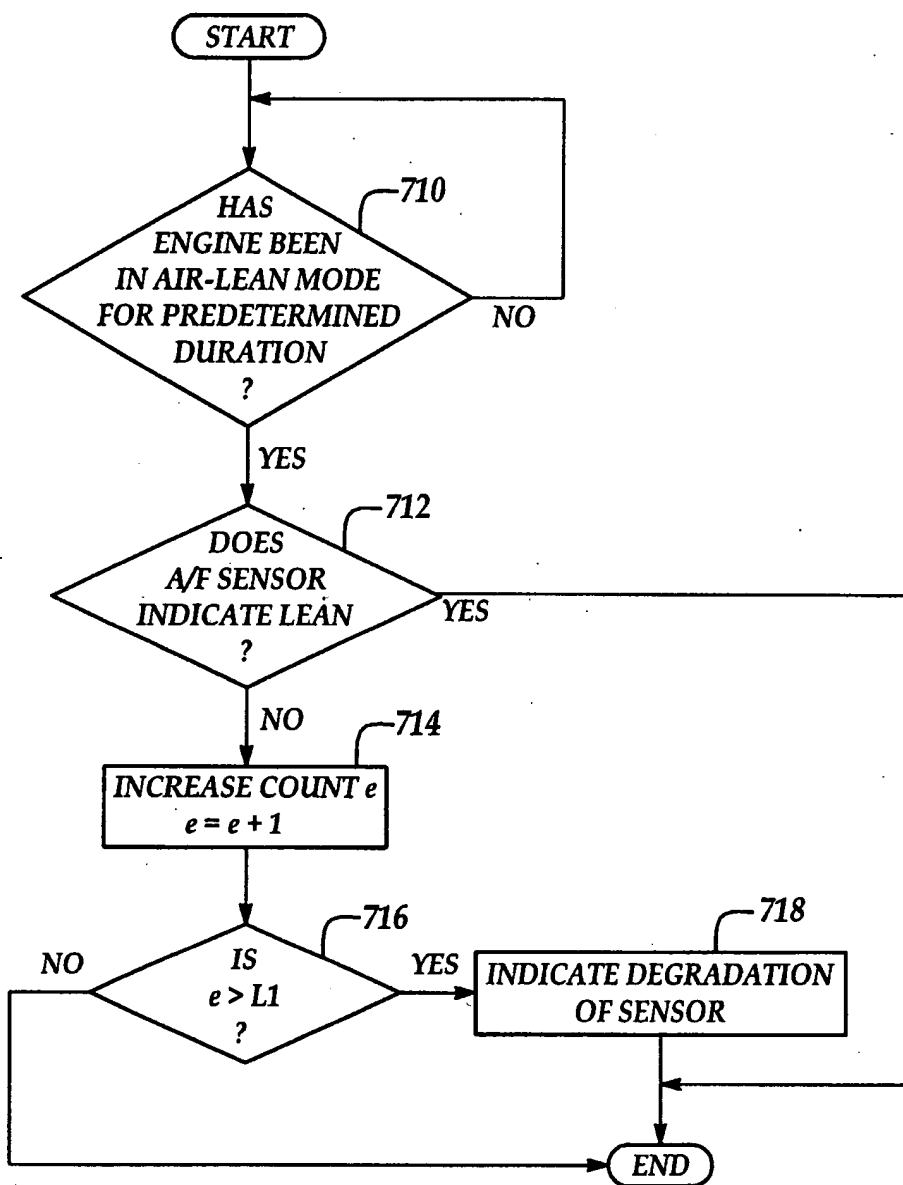 START
710
HAS
ENGINE BEEN
IN AIR-LEAN MODE
FOR PREDETERMINED
DURATION
?
NO
YES
712
DOES
A/F SENSOR
INDICATE LEAN
?
YES
NO
714
INCREASE COUNT e
e = e + 1
716
718
NO
IS
e > L1
?
YES
INDICATE DEGRADATION
OF SENSOR
END